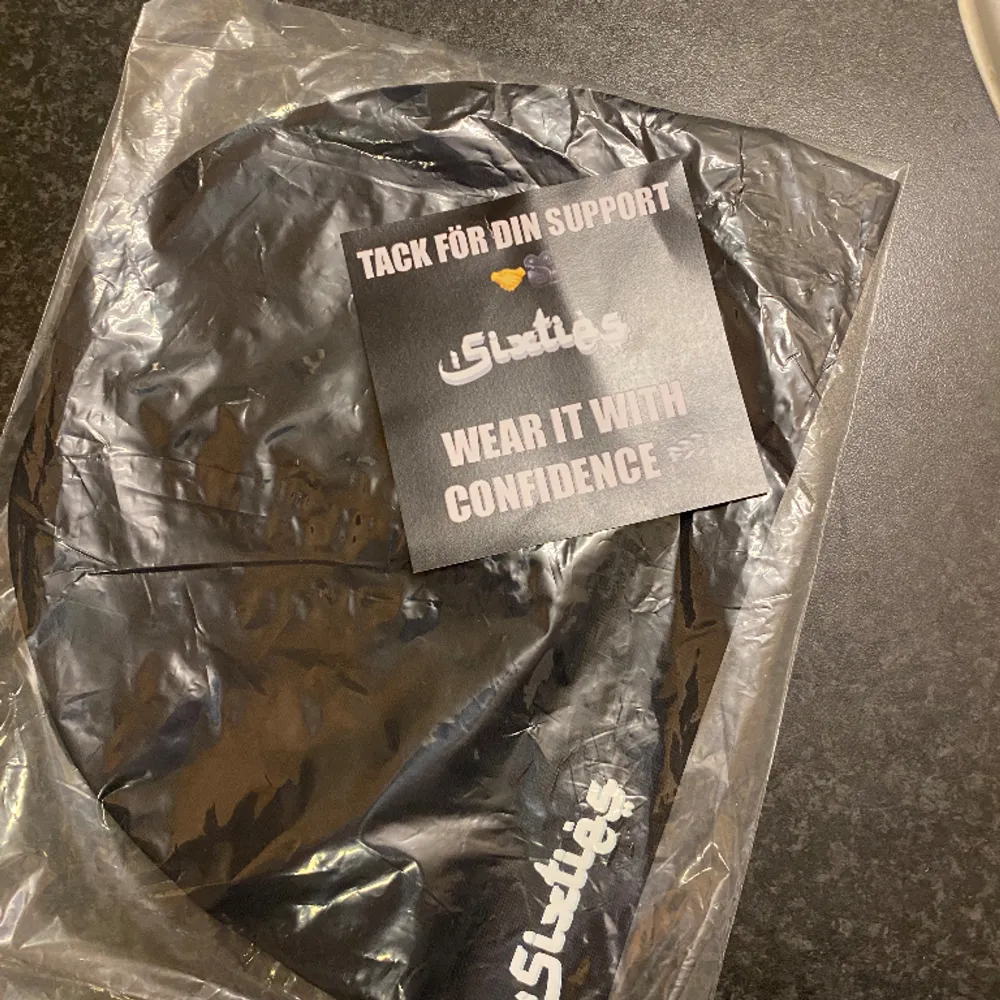 TACK FÖR DIN SUPPORT
Sixties
WEAR IT WITH
CONFIDENCE
Sixties